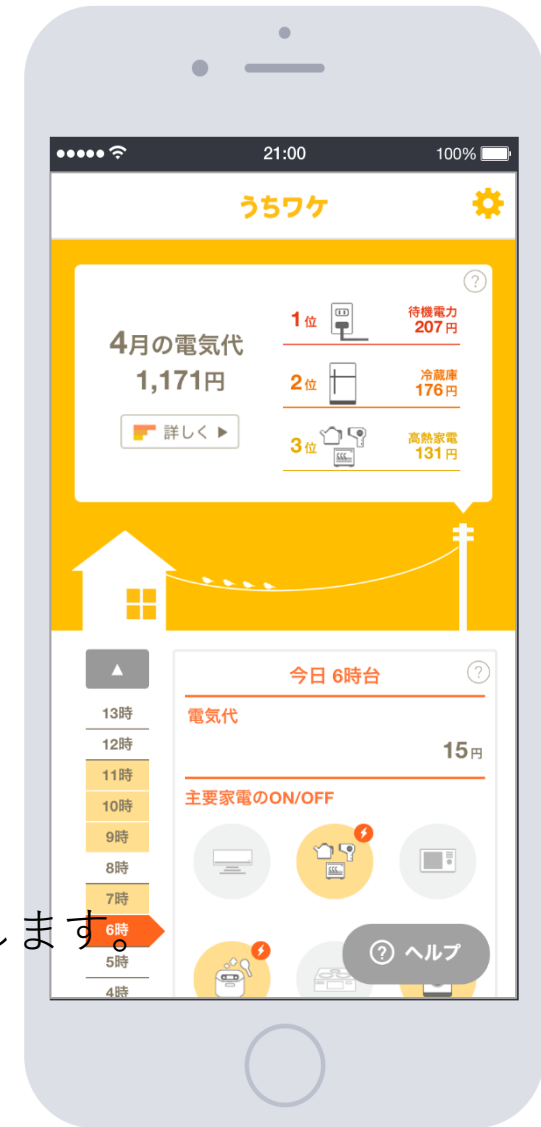 21:00 100%
うちワケ
?
4月の電気代
1,171円
詳しく ▶
1位 待機電力 207円
2位 冷蔵庫 176円
3位 高熱家電 131円
▲
今日 6時台 ?
電気代
15円
主要家電のON/OFF
13時
12時
11時
10時
9時
8時
7時
6時
5時
4時
します。
? ヘルプ